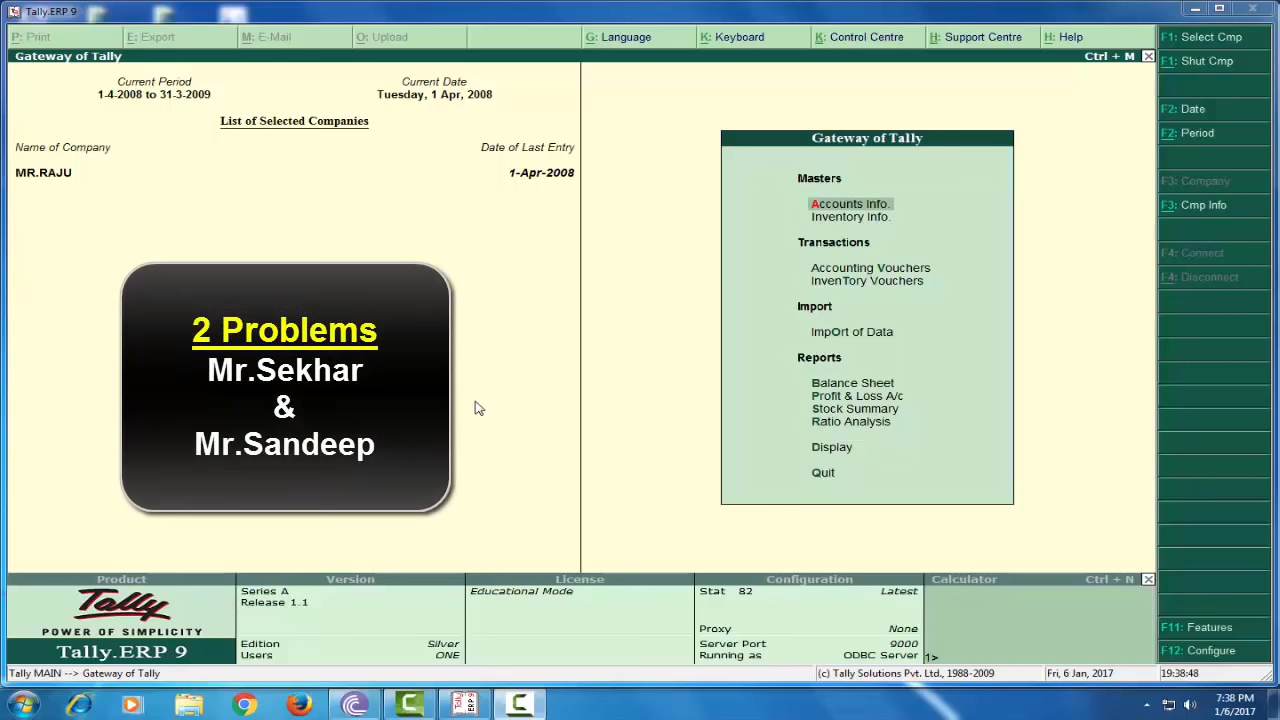 Tally.ERP 9
P: Print
E: Export
M: E-Mail
O: Upload
G: Language
K: Keyboard
K: Control Centre
H: Support Centre
H: Help
F1: Select Cmp
F1: Shut Cmp
F2: Date
F2: Period
F3: Company
F3: Cmp Info
F4: Connect
F4: Disconnect
F11: Features
F12: Configure
Gateway of Tally
Ctrl + M
Current Period
1-4-2008 to 31-3-2009
Current Date
Tuesday, 1 Apr, 2008
List of Selected Companies
Name of Company
Date of Last Entry
MR.RAJU
1-Apr-2008
2 Problems
Mr.Sekhar
&
Mr.Sandeep
Gateway of Tally
Masters
Accounts Info.
Inventory Info.
Transactions
Accounting Vouchers
InvenTory Vouchers
Import
ImpOrt of Data
Reports
Balance Sheet
Profit & Loss A/c
Stock Summary
Ratio Analysis
Display
Quit
Product
Tally
POWER OF SIMPLICITY
Tally.ERP 9
Version
Series A
Release 1.1
Edition Silver
Users ONE
License
Educational Mode
Configuration
Stat 82 Latest
Proxy None
Server Port 9000
Running as ODBC Server
Calculator
Ctrl + N
1>
Tally MAIN --> Gateway of Tally
(c) Tally Solutions Pvt. Ltd., 1988-2009
Fri, 6 Jan, 2017
19:38:48
7:38 PM
1/6/2017